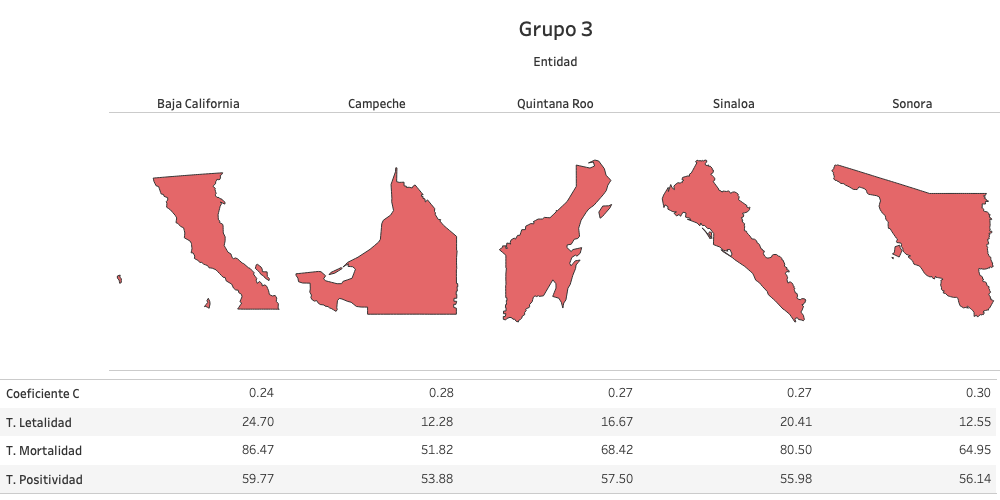 Grupo 3
Entidad
Baja California Campeche Quintana Roo Sinaloa Sonora
Coeficiente C 0.24 0.28 0.27 0.27 0.30
T. Letalidad 24.70 12.28 16.67 20.41 12.55
T. Mortalidad 86.47 51.82 68.42 80.50 64.95
T. Positividad 59.77 53.88 57.50 55.98 56.14